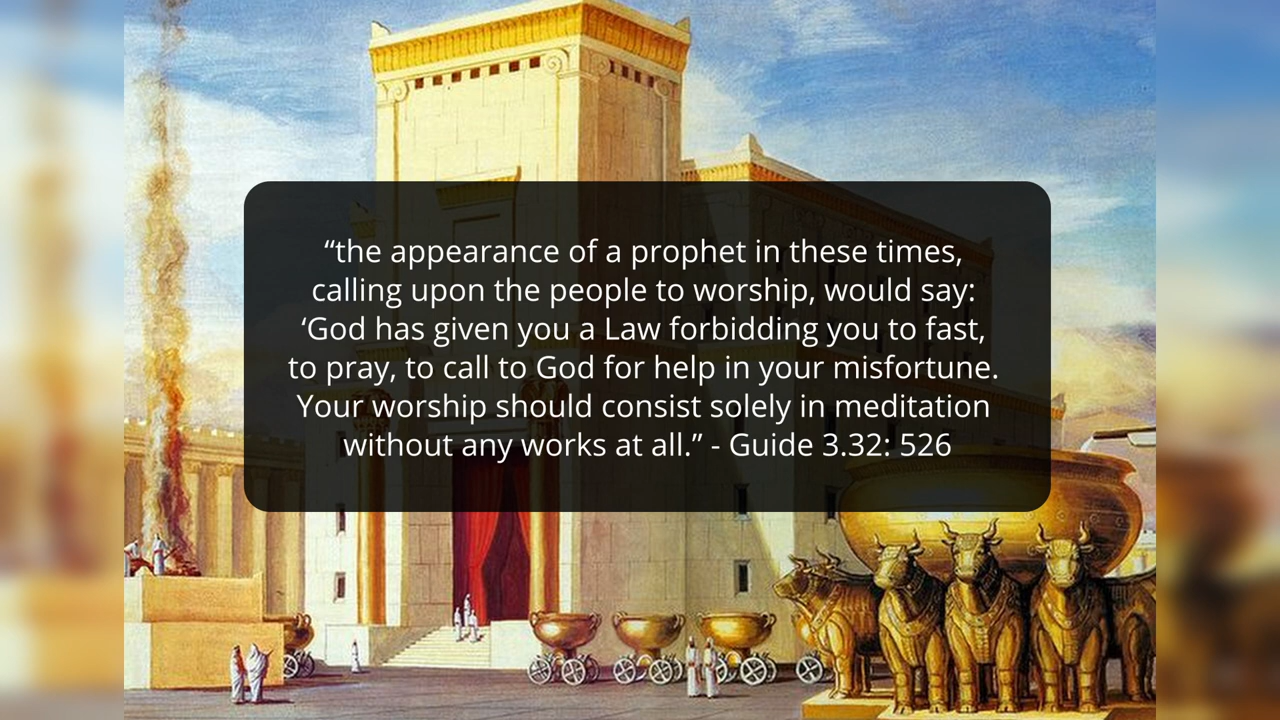 “the appearance of a prophet in these times,
calling upon the people to worship, would say:
‘God has given you a Law forbidding you to fast,
to pray, to call to God for help in your misfortune.
Your worship should consist solely in meditation
without any works at all.” - Guide 3.32: 526